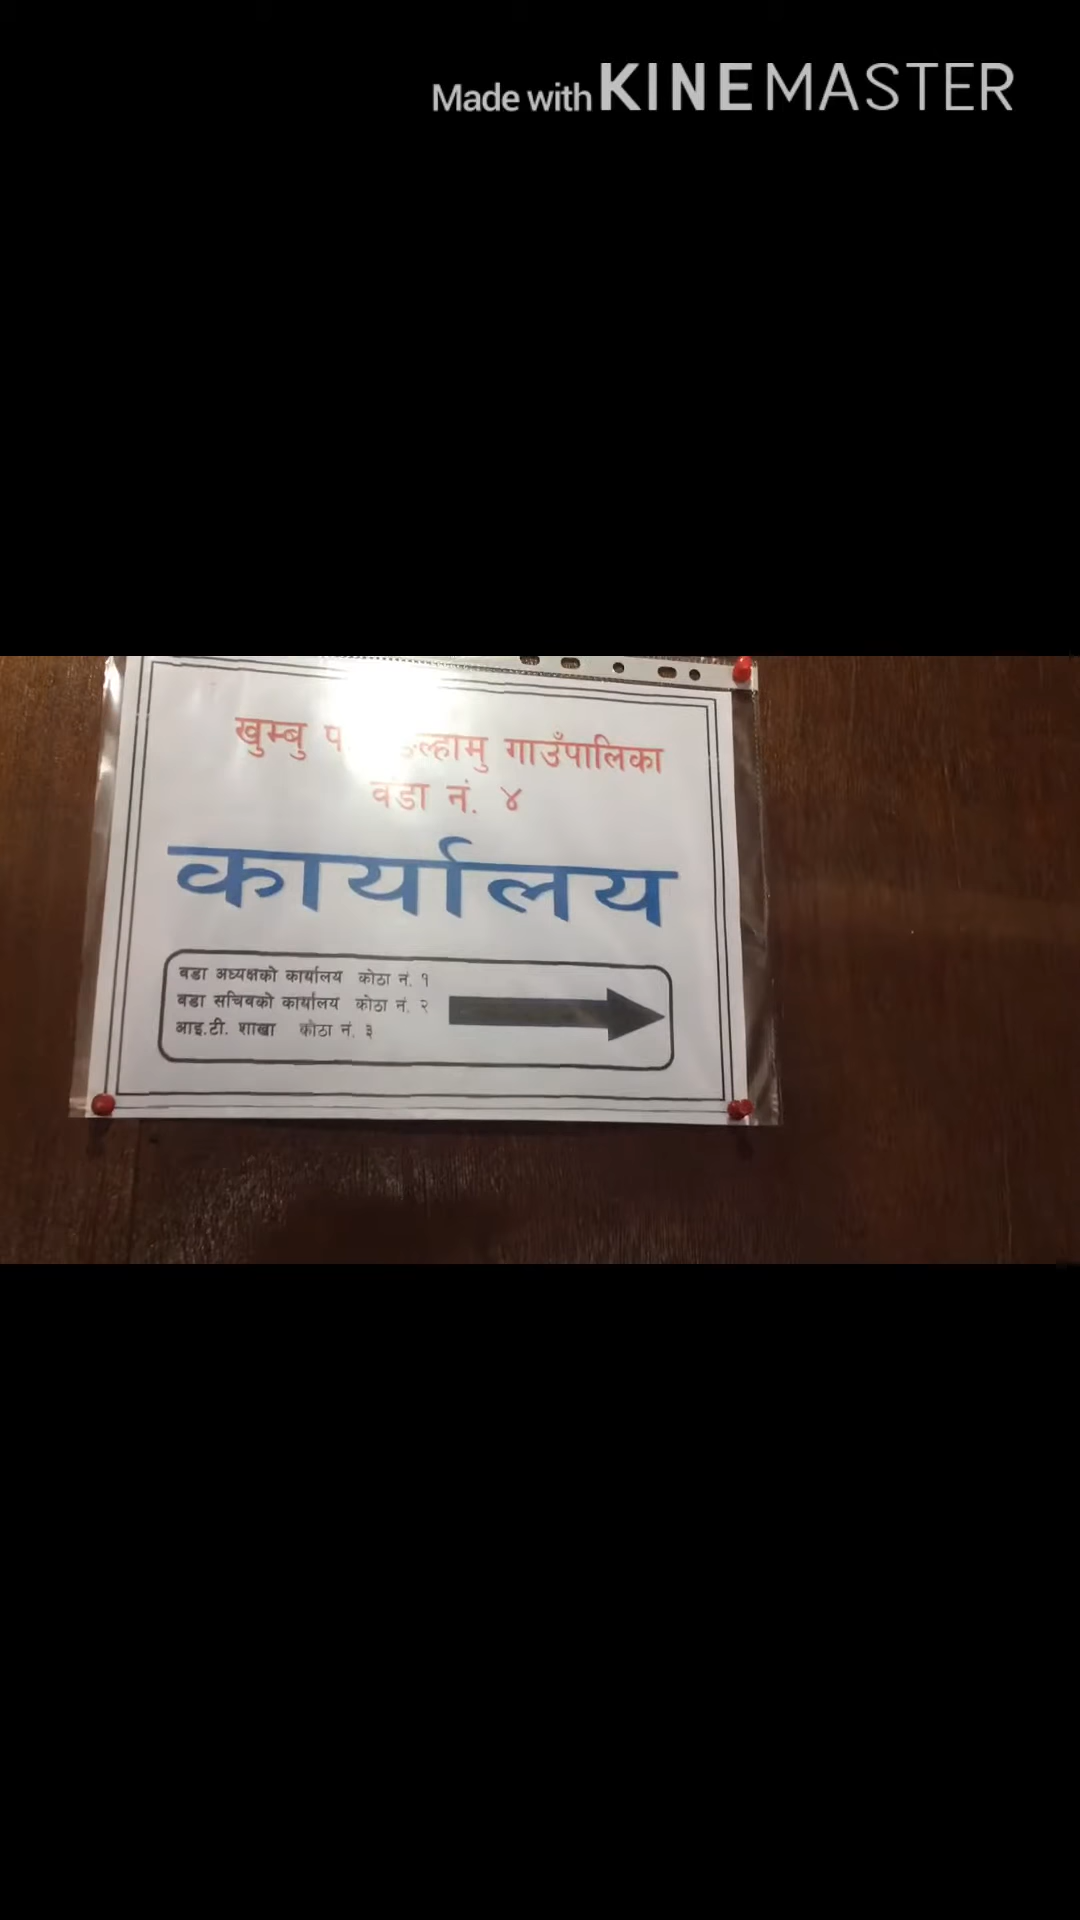 Made with KINEMASTER
खुम्बु गाउँपालिका
वडा नं. ४
कार्यालय
वडा अध्यक्षको कार्यालय कोठा नं. १
वडा सचिवको कार्यालय कोठा नं. २
आइ.टी. शाखा कोठा नं. ३